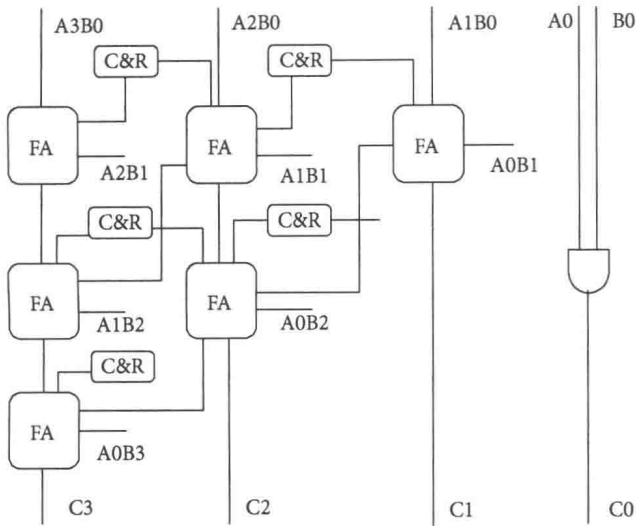 A3B0
A2B0
A1B0
A0
B0
C&R
C&R
FA
FA
FA
A2B1
A1B1
A0B1
C&R
C&R
FA
FA
A1B2
A0B2
C&R
FA
A0B3
C3
C2
C1
C0